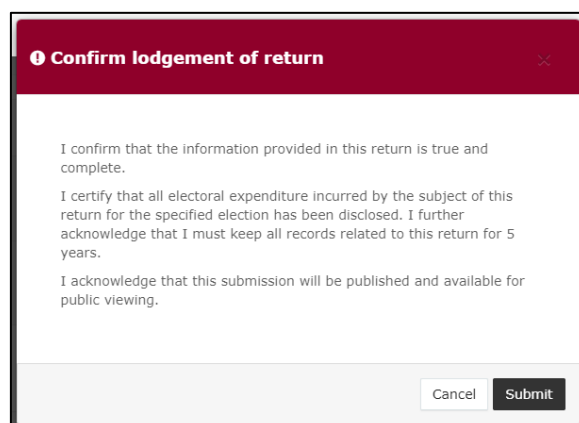 Confirm lodgement of return
I confirm that the information provided in this return is true and
complete.
I certify that all electoral expenditure incurred by the subject of this
return for the specified election has been disclosed. I further
acknowledge that I must keep all records related to this return for 5
years.
I acknowledge that this submission will be published and available for
public viewing.
Cancel Submit